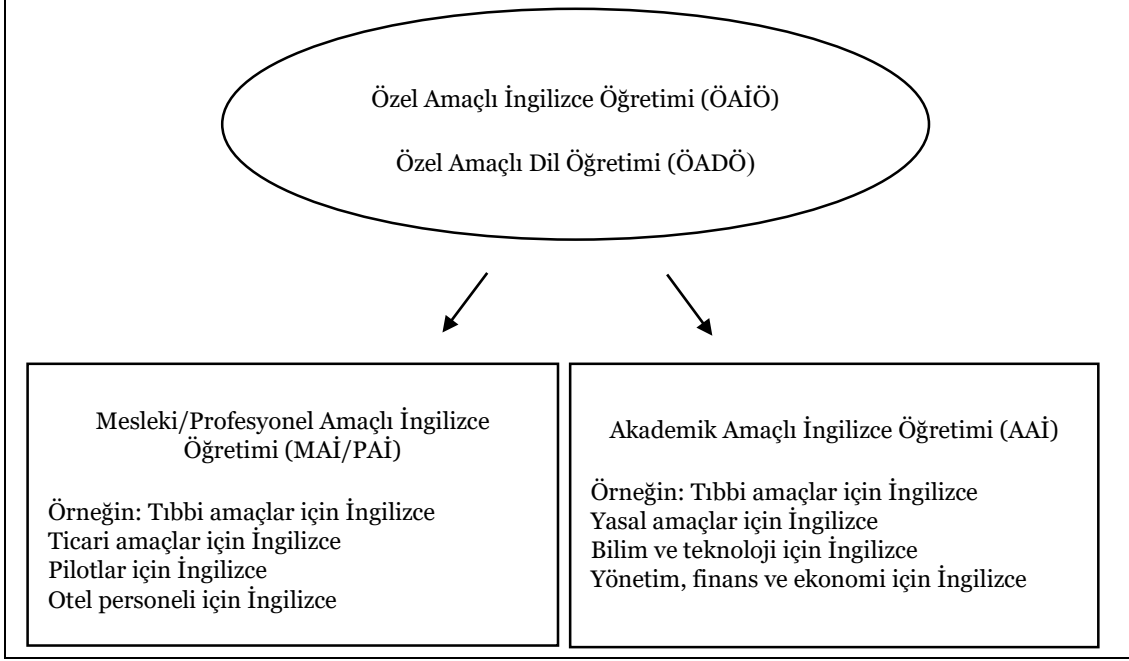 Özel Amaçlı İngilizce Öğretimi (ÖAİÖ)
Özel Amaçlı Dil Öğretimi (ÖADÖ)
Mesleki/Profesyonel Amaçlı İngilizce
Öğretimi (MAİ/PAİ)
Örneğin: Tıbbi amaçlar için İngilizce
Ticari amaçlar için İngilizce
Pilotlar için İngilizce
Otel personeli için İngilizce
Akademik Amaçlı İngilizce Öğretimi (AAİ)
Örneğin: Tıbbi amaçlar için İngilizce
Yasal amaçlar için İngilizce
Bilim ve teknoloji için İngilizce
Yönetim, finans ve ekonomi için İngilizce